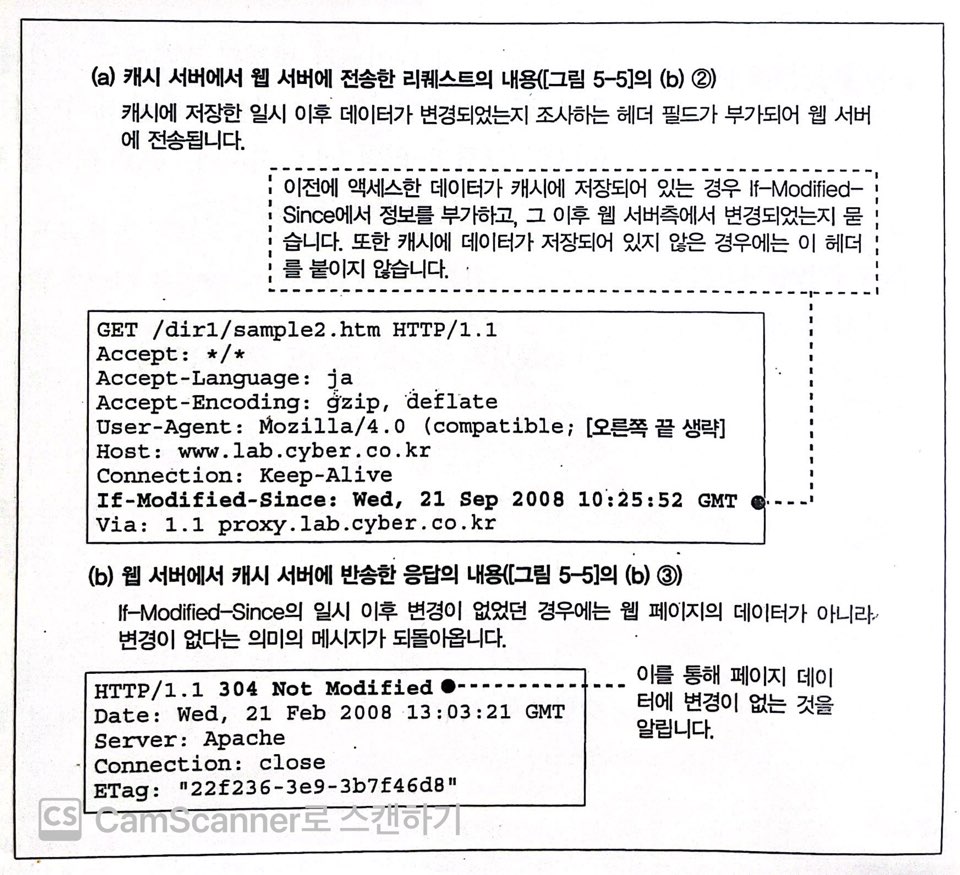 (a) 캐시 서버에서 웹 서버에 전송한 리퀘스트의 내용([그림 5-5]의 (b) ②)
캐시에 저장한 일시 이후 데이터가 변경되었는지 조사하는 헤더 필드가 부가되어 웹 서버
에 전송됩니다.
이전에 액세스한 데이터가 캐시에 저장되어 있는 경우 If-Modified-
Since에서 정보를 부가하고, 그 이후 웹 서버측에서 변경되었는지 묻
습니다. 또한 캐시에 데이터가 저장되어 있지 않은 경우에는 이 헤더
를 붙이지 않습니다.
GET /dir1/sample2.htm HTTP/1.1
Accept: */*
Accept-Language: ja
Accept-Encoding: gzip, deflate
User-Agent: Mozilla/4.0 (compatible; [오른쪽 끝 생략]
Host: www.lab.cyber.co.kr
Connection: Keep-Alive
If-Modified-Since: Wed, 21 Sep 2008 10:25:52 GMT
Via: 1.1 proxy.lab.cyber.co.kr
(b) 웹 서버에서 캐시 서버에 반송한 응답의 내용([그림 5-5]의 (b) ③)
If-Modified-Since의 일시 이후 변경이 없었던 경우에는 웹 페이지의 데이터가 아니라
변경이 없다는 의미의 메시지가 되돌아옵니다.
HTTP/1.1 304 Not Modified
Date: Wed, 21 Feb 2008 13:03:21 GMT
Server: Apache
Connection: close
ETag: "22f236-3e9-3b7f46d8"
이를 통해 페이지 데이
터에 변경이 없는 것을
알립니다.
CS CamScanner로 스캔하기